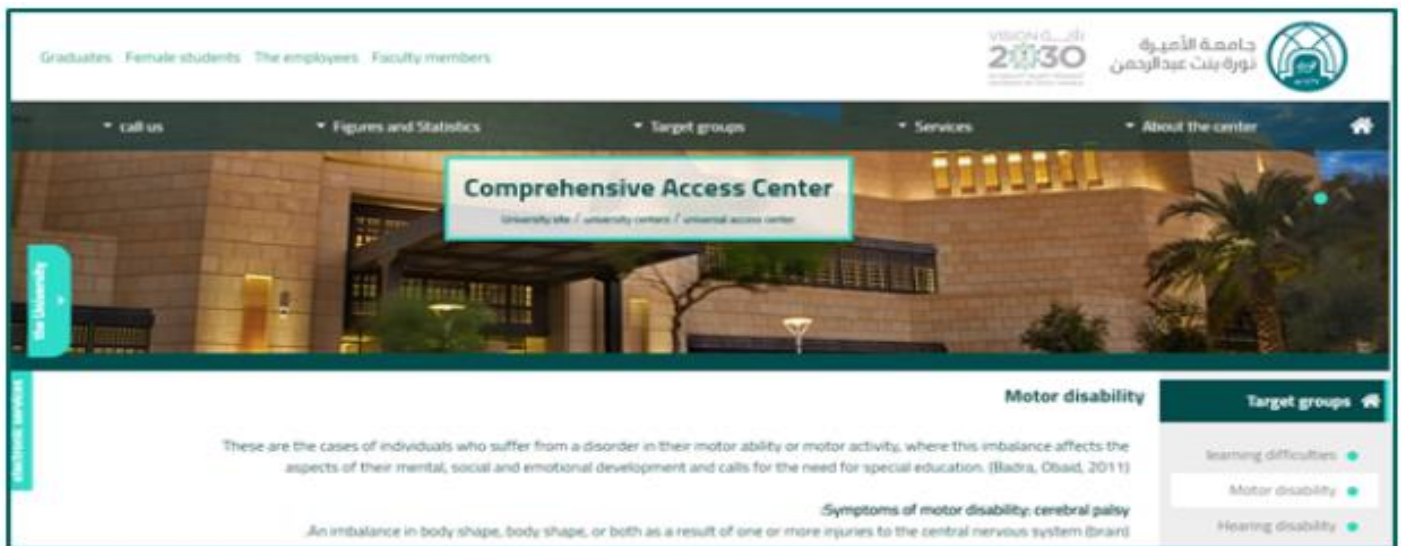 Graduates Female students The employees Faculty members
VISION رؤيــة
2030
جامعة الأميرة
نورة بنت عبدالرحمن
call us
Figures and Statistics
Target groups
Services
About the center
Comprehensive Access Center
University site / university centers / universal access center
the University
electronic services
Motor disability
Target groups
These are the cases of individuals who suffer from a disorder in their motor ability or motor activity, where this imbalance affects the
aspects of their mental, social and emotional development and calls for the need for special education. (Badra, Obaid, 2011)
learning difficulties
Motor disability
:Symptoms of motor disability: cerebral palsy
Hearing disability
.An imbalance in body shape, body shape, or both as a result of one or more injuries to the central nervous system (brain)